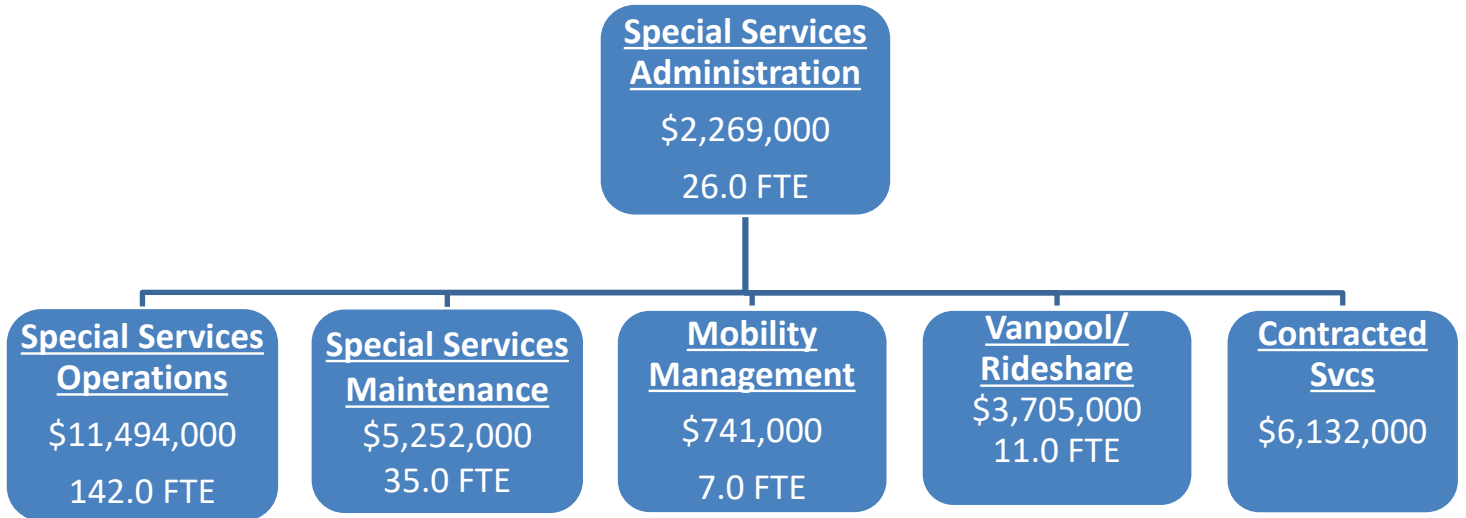 Special Services
Administration
$2,269,000
26.0 FTE
Special Services
Operations
$11,494,000
142.0 FTE
Special Services
Maintenance
$5,252,000
35.0 FTE
Mobility
Management
$741,000
7.0 FTE
Vanpool/
Rideshare
$3,705,000
11.0 FTE
Contracted
Svcs
$6,132,000